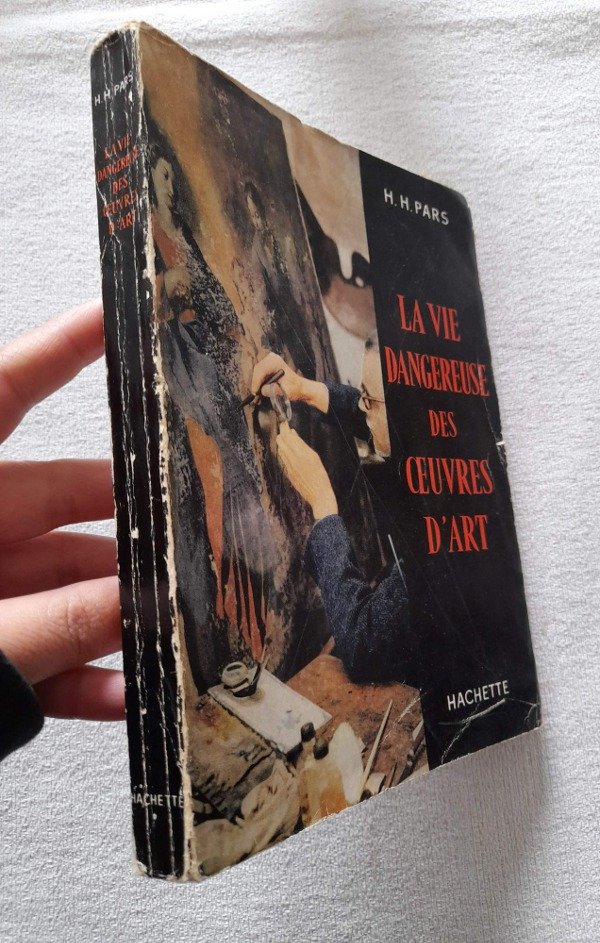 H. H. PARS
LA VIE
DANGEREUSE
DES
ŒUVRES
D'ART
HACHETTE
H. H. PARS
LA VIE
DANGEREUSE
DES
ŒUVRES
D'ART
HACHETTE